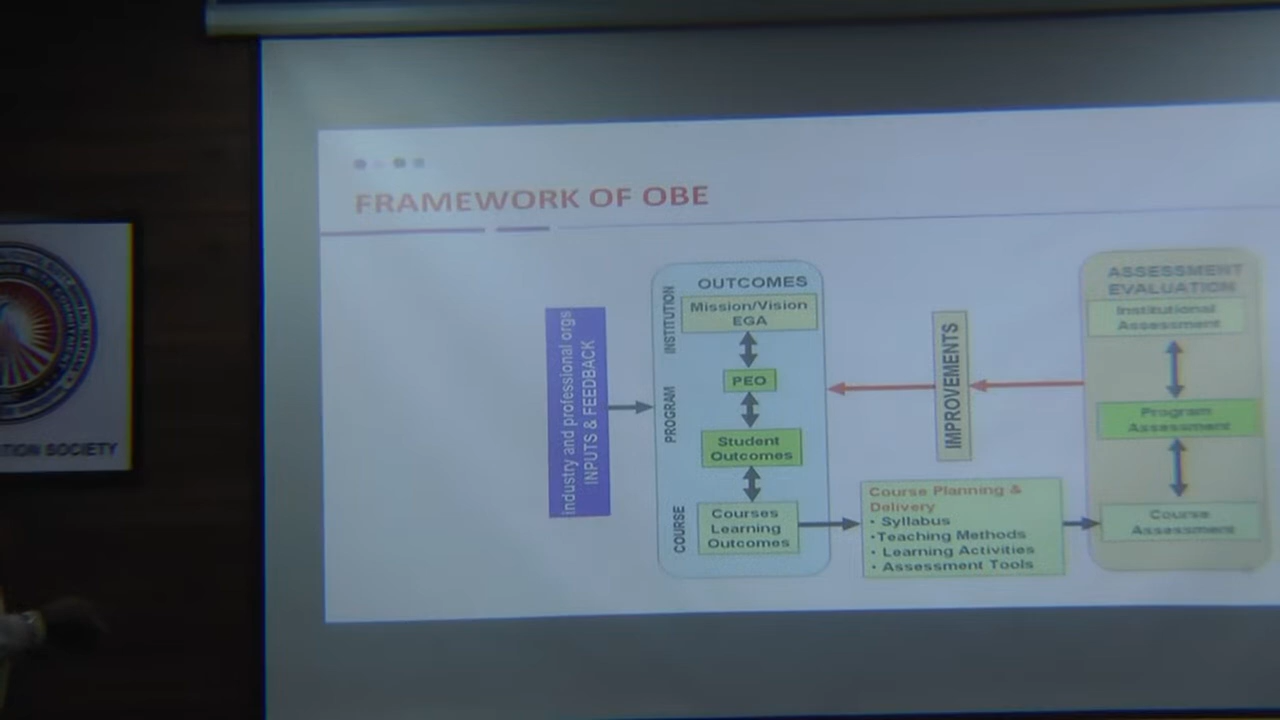 FRAMEWORK OF OBE
industry and professional orgs
INPUTS & FEEDBACK
OUTCOMES
INSTITUTION
Mission/Vision
EGA
PROGRAM
PEO
Student
Outcomes
COURSE
Courses
Learning
Outcomes
IMPROVEMENTS
Course Planning &
Delivery
• Syllabus
•Teaching Methods
• Learning Activities
• Assessment Tools
ASSESSMENT
EVALUATION
Institutional
Assessment
Program
Assessment
Course
Assessment
TION SOCIETY